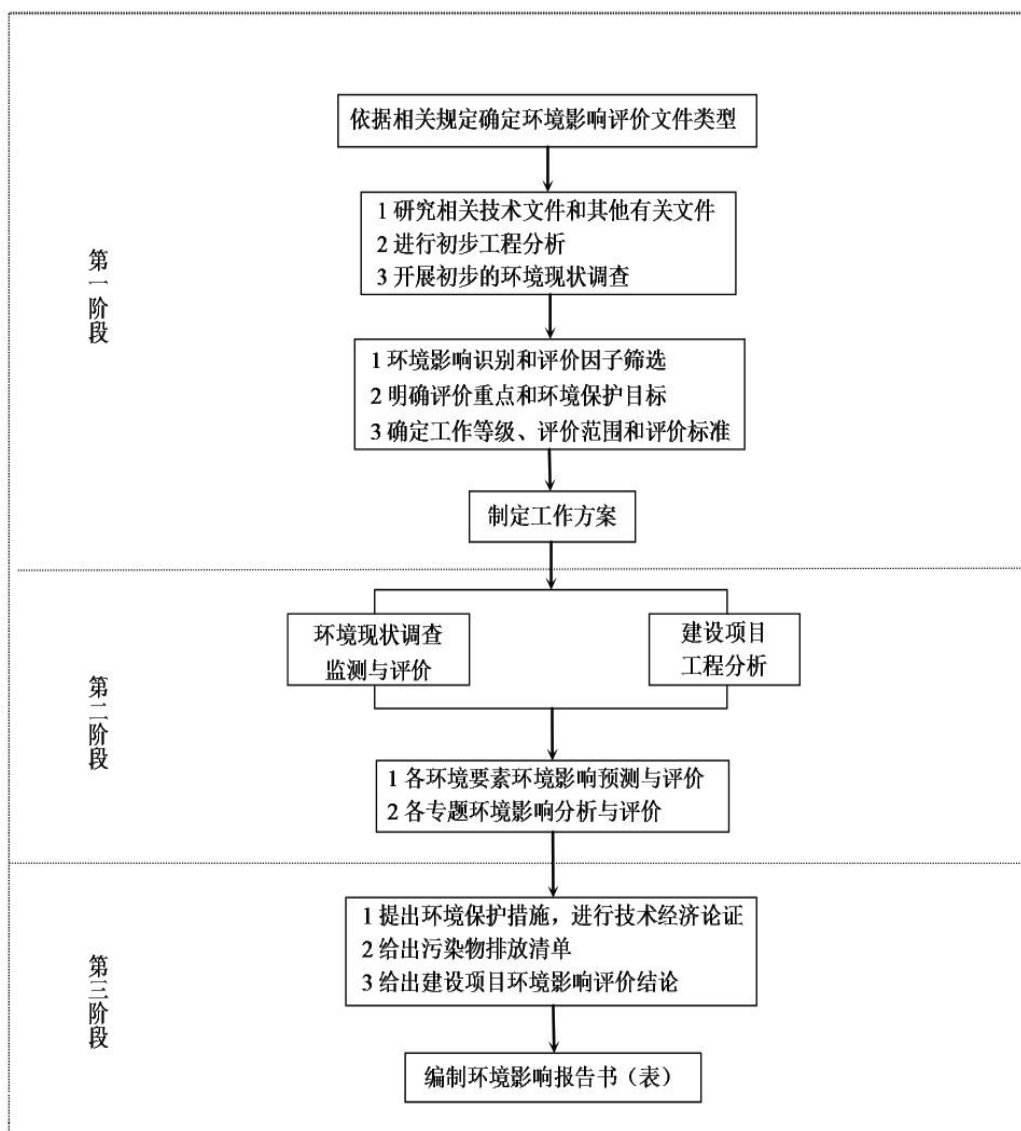 依据相关规定确定环境影响评价文件类型
1 研究相关技术文件和其他有关文件
2 进行初步工程分析
3 开展初步的环境现状调查
第一阶段
1 环境影响识别和评价因子筛选
2 明确评价重点和环境保护目标
3 确定工作等级、评价范围和评价标准
制定工作方案
环境现状调查
监测与评价
建设项目
工程分析
第二阶段
1 各环境要素环境影响预测与评价
2 各专题环境影响分析与评价
1 提出环境保护措施，进行技术经济论证
2 给出污染物排放清单
3 给出建设项目环境影响评价结论
第三阶段
编制环境影响报告书（表）